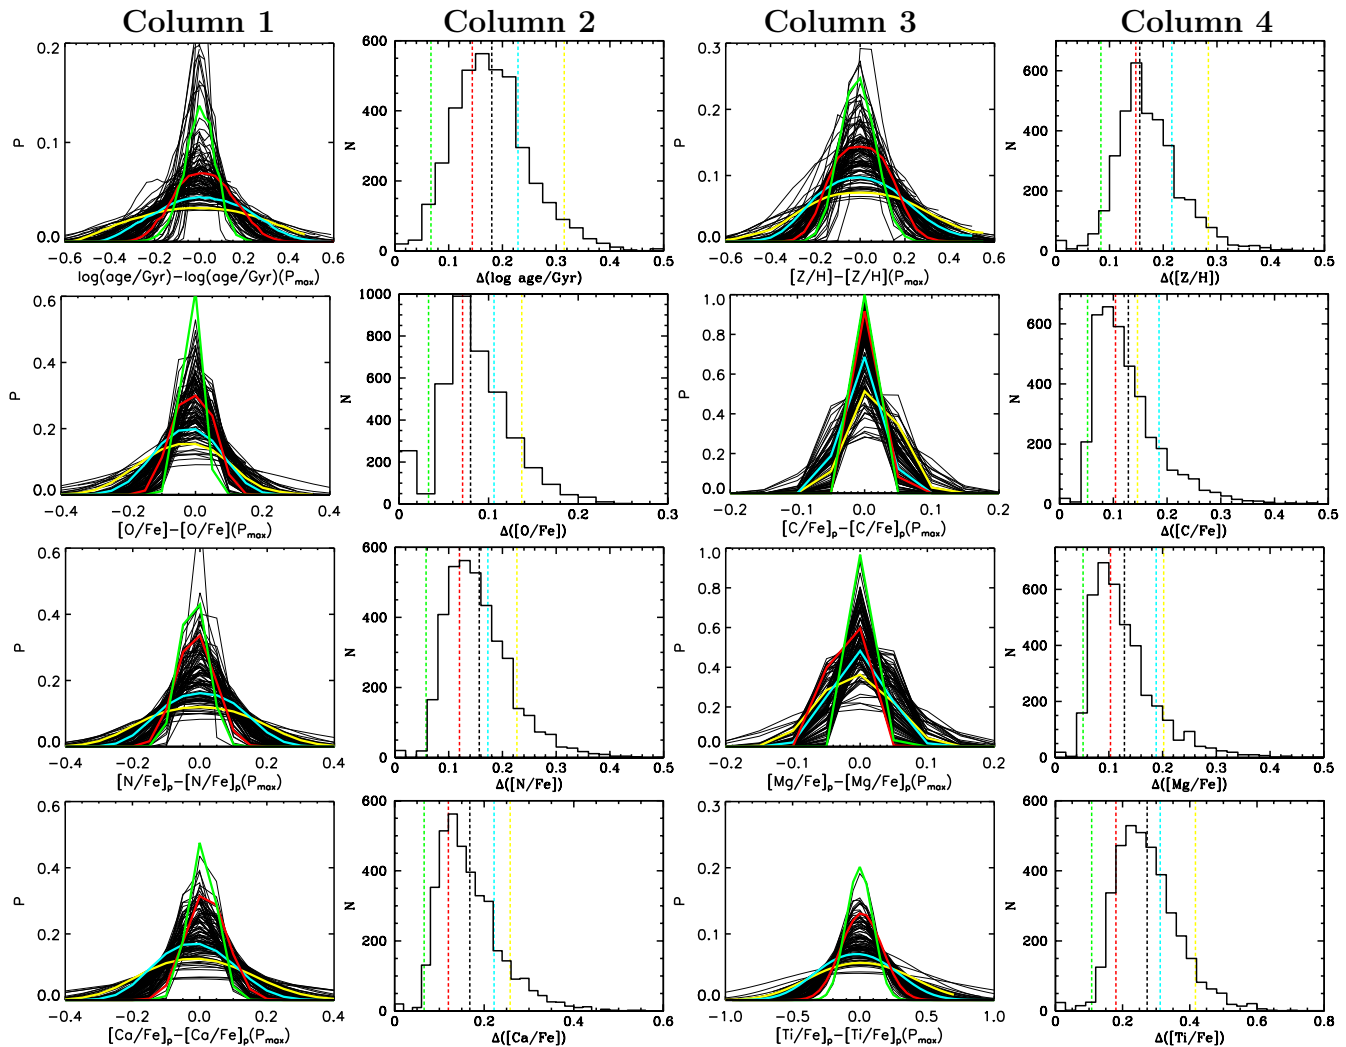 Column 1 Column 2 Column 3 Column 4
0.2 0.1 0.0 P
−0.6 −0.4 −0.2 0.0 0.2 0.4 0.6
log(age/Gyr)−log(age/Gyr)(Pmax)
600 400 200 0 N
0.0 0.1 0.2 0.3 0.4 0.5
Δ(log age/Gyr)
0.3 0.2 0.1 0.0 P
−0.6 −0.4 −0.2 0.0 0.2 0.4 0.6
[Z/H]−[Z/H](Pmax)
600 400 200 0 N
0.0 0.1 0.2 0.3 0.4 0.5
Δ([Z/H])
0.6 0.4 0.2 0.0 P
−0.4 −0.2 0.0 0.2 0.4
[O/Fe]−[O/Fe](Pmax)
1000 800 600 400 200 0 N
0.0 0.1 0.2 0.3
Δ([O/Fe])
1.0 0.8 0.6 0.4 0.2 0.0 P
−0.2 −0.1 0.0 0.1 0.2
[C/Fe]p−[C/Fe]p(Pmax)
600 400 200 0 N
0.0 0.1 0.2 0.3 0.4 0.5
Δ([C/Fe])
0.6 0.4 0.2 0.0 P
−0.4 −0.2 0.0 0.2 0.4
[N/Fe]p−[N/Fe]p(Pmax)
600 400 200 0 N
0.0 0.1 0.2 0.3 0.4 0.5
Δ([N/Fe])
1.0 0.8 0.6 0.4 0.2 0.0 P
−0.2 −0.1 0.0 0.1 0.2
[Mg/Fe]p−[Mg/Fe]p(Pmax)
600 400 200 0 N
0.0 0.1 0.2 0.3 0.4 0.5
Δ([Mg/Fe])
0.6 0.4 0.2 0.0 P
−0.4 −0.2 0.0 0.2 0.4
[Ca/Fe]p−[Ca/Fe]p(Pmax)
600 400 200 0 N
0.0 0.2 0.4 0.6
Δ([Ca/Fe])
0.3 0.2 0.1 0.0 P
−1.0 −0.5 0.0 0.5 1.0
[Ti/Fe]p−[Ti/Fe]p(Pmax)
600 400 200 0 N
0.0 0.2 0.4 0.6 0.8
Δ([Ti/Fe])